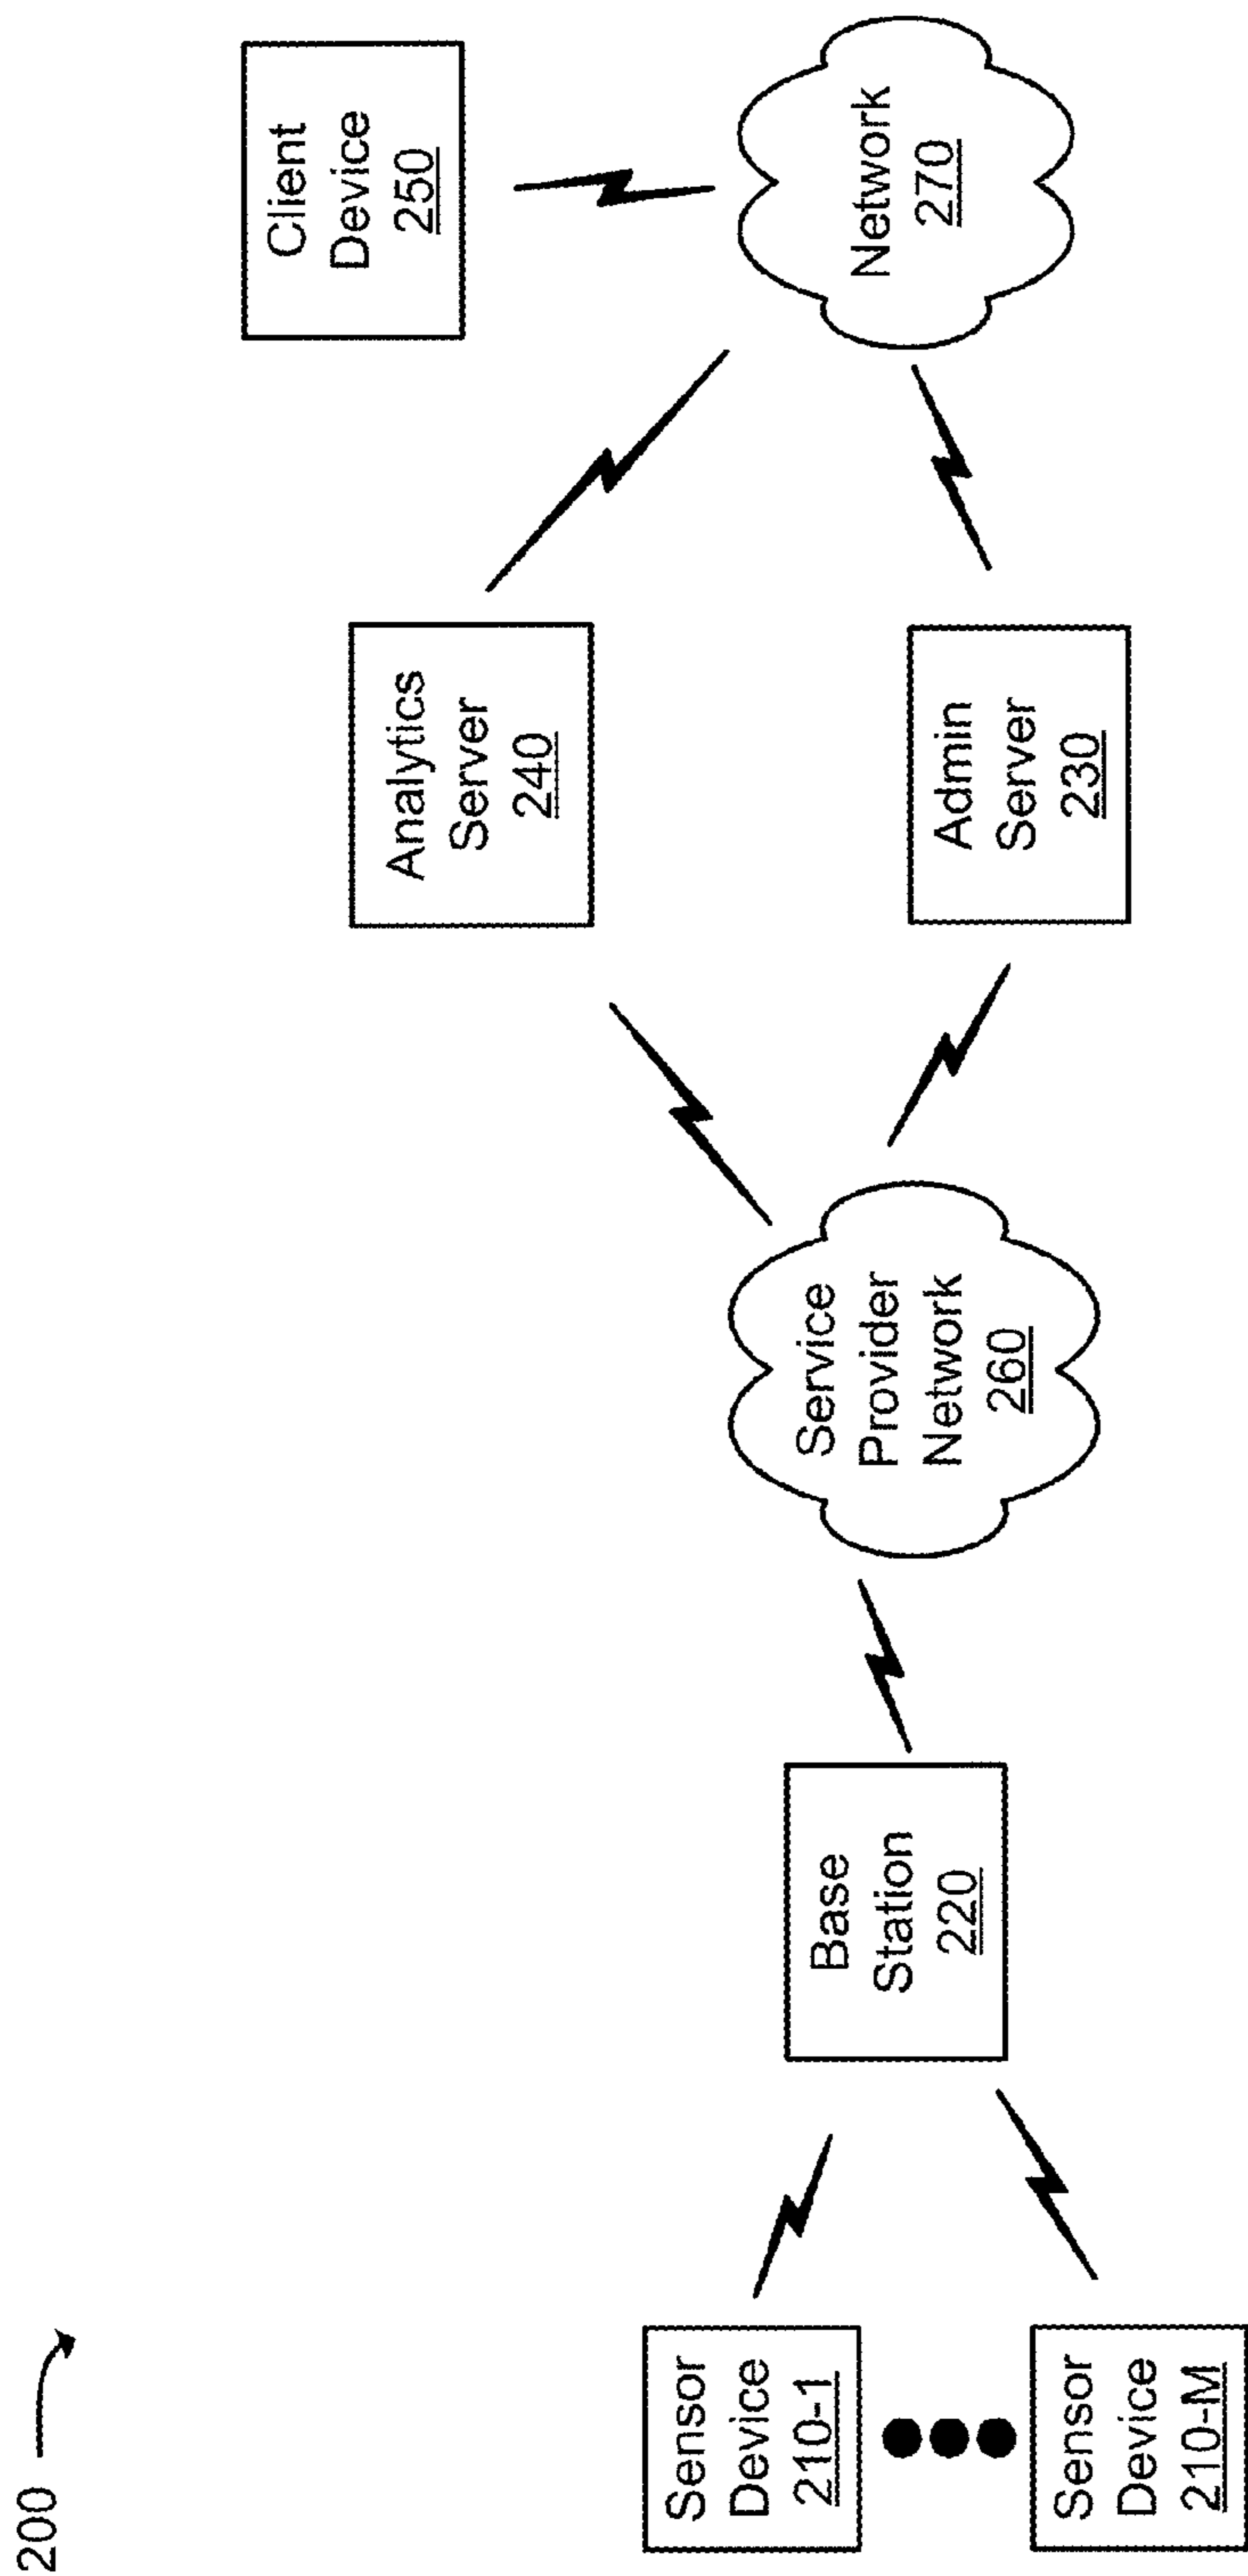 200
Client
Device
250
Analytics
Server
240
Network
270
Sensor
Device
210-1
Base
Station
220
Service
Provider
Network
260
Admin
Server
230
Sensor
Device
210-M